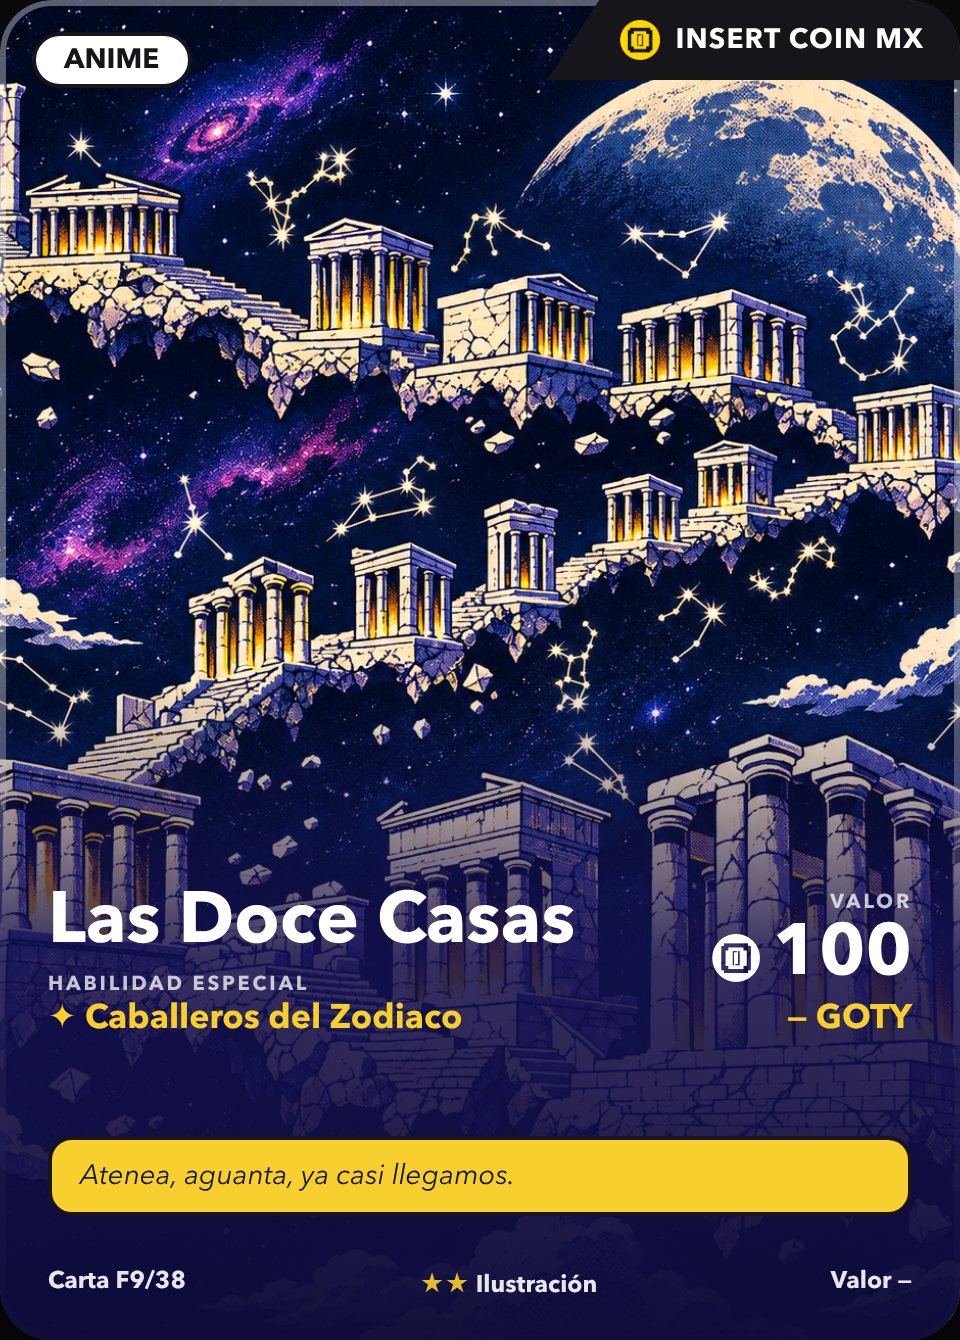 ANIME
INSERT COIN MX
Las Doce Casas
HABILIDAD ESPECIAL
✦ Caballeros del Zodiaco
VALOR
100
– GOTY
Atenea, aguanta, ya casi llegamos.
Carta F9/38
★★ Ilustración
Valor –